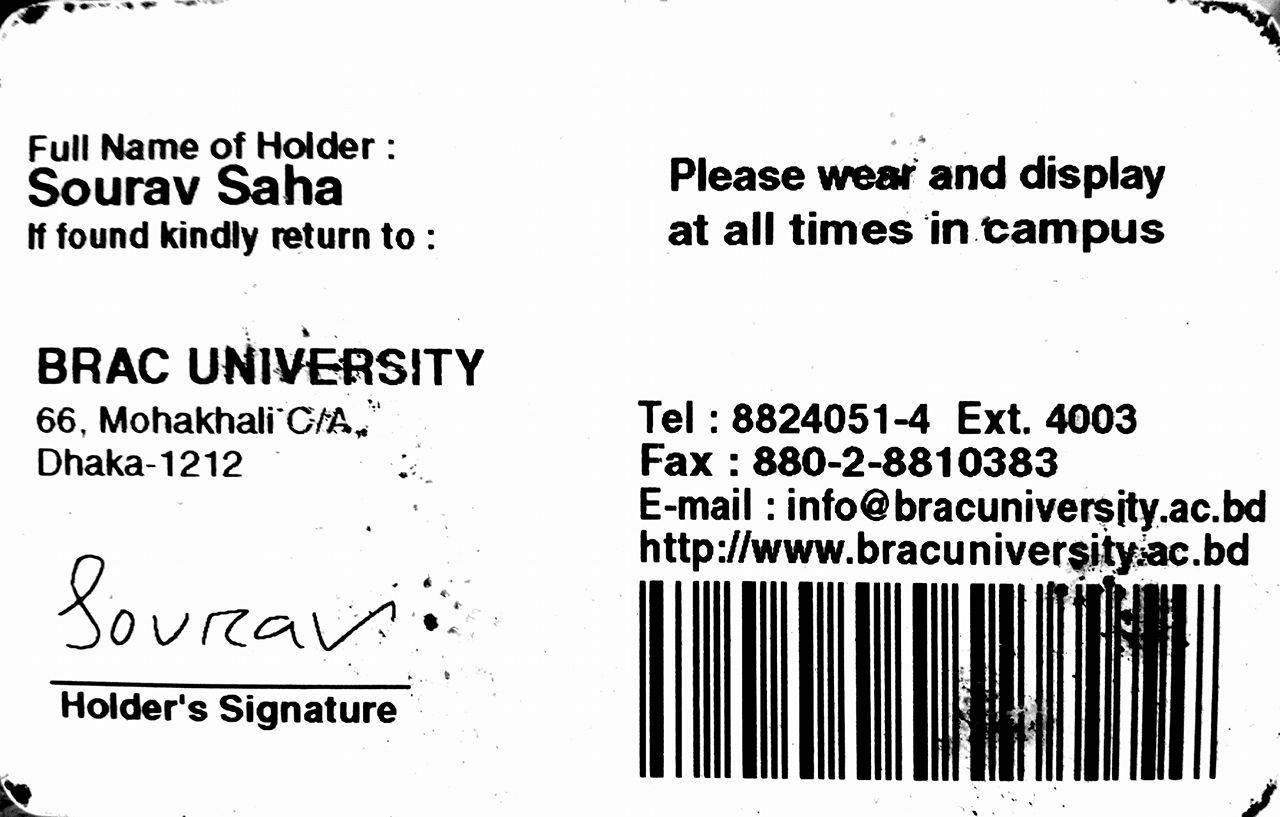 Full Name of Holder :
Sourav Saha
If found kindly return to :
BRAC UNIVERSITY
66, Mohakhali C/A,
Dhaka-1212
Sourav
Holder's Signature
Please wear and display
at all times in campus
Tel : 8824051-4 Ext. 4003
Fax : 880-2-8810383
E-mail : info@bracuniversity.ac.bd
http://www.bracuniversity.ac.bd